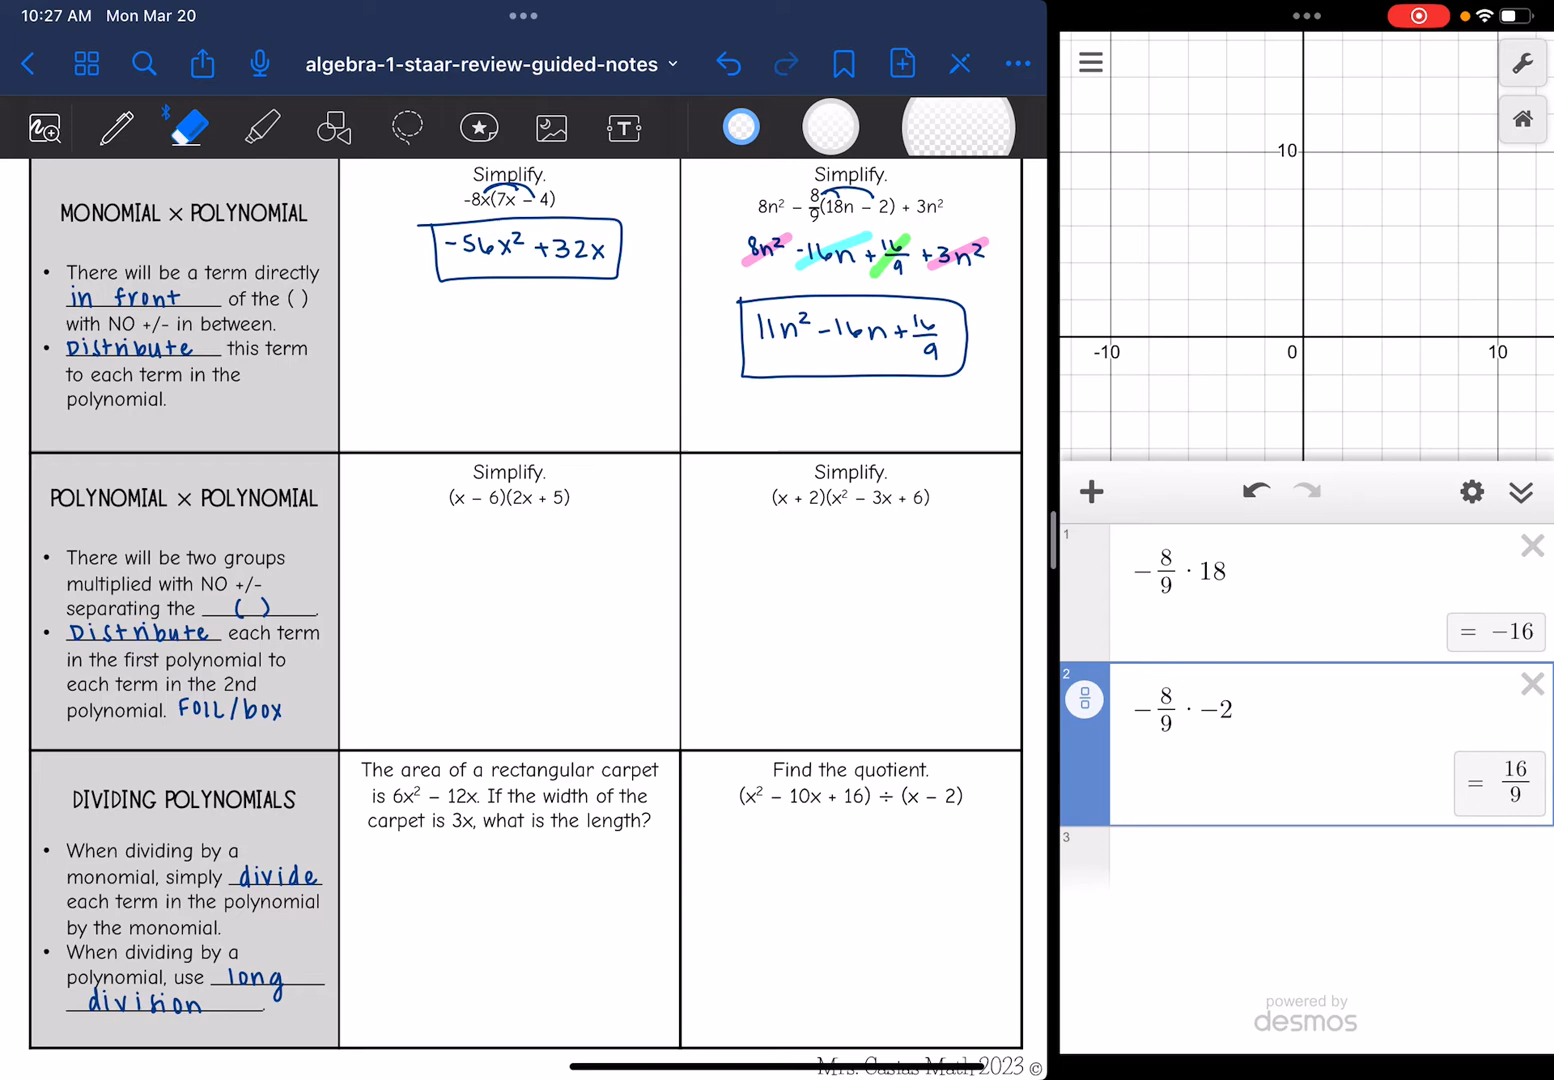 10:27 AM Mon Mar 20
algebra-1-staar-review-guided-notes
MONOMIAL × POLYNOMIAL
• There will be a term directly
in front of the ( )
with NO +/- in between.
• Distribute this term
to each term in the
polynomial.
Simplify.
-8x(7x − 4)
-56x² +32x
Simplify.
8n² − 8/9(18n − 2) + 3n²
8n² -16n + 16/9 +3n²
11n² -16n + 16/9
POLYNOMIAL × POLYNOMIAL
• There will be two groups
multiplied with NO +/-
separating the ( ).
• Distribute each term
in the first polynomial to
each term in the 2nd
polynomial. FOIL/box
Simplify.
(x − 6)(2x + 5)
Simplify.
(x + 2)(x² − 3x + 6)
DIVIDING POLYNOMIALS
• When dividing by a
monomial, simply divide
each term in the polynomial
by the monomial.
• When dividing by a
polynomial, use long
division.
The area of a rectangular carpet
is 6x² − 12x. If the width of the
carpet is 3x, what is the length?
Find the quotient.
(x² − 10x + 16) ÷ (x − 2)
Mrs. Casias Math 2023 ©
10
-10 0 10
1
−8/9 · 18
= −16
2
−8/9 · −2
= 16/9
3
powered by
desmos